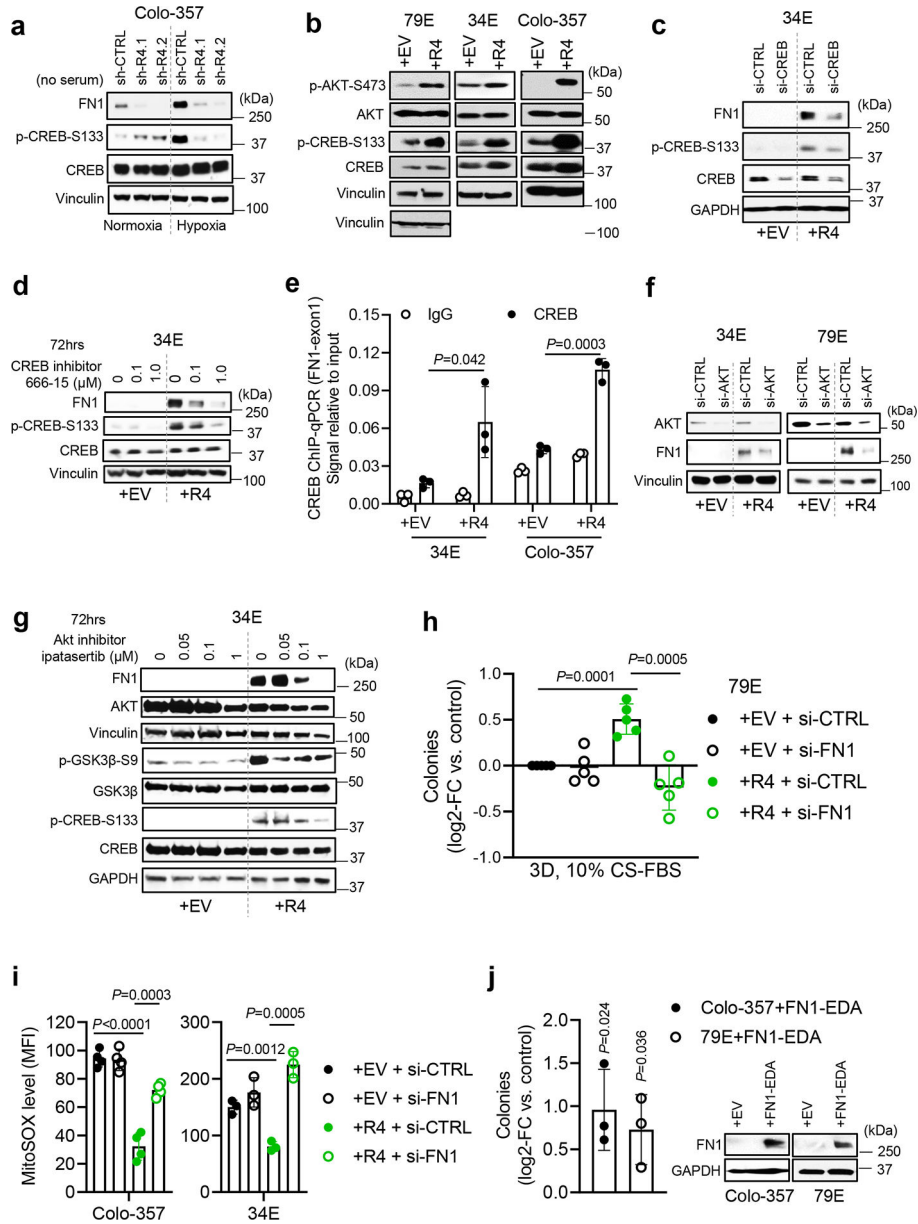 a
Colo-357
(no serum)
sh-CTRL
sh-R4.1
sh-R4.2
sh-CTRL
sh-R4.1
sh-R4.2
(kDa)
FN1
250
p-CREB-S133
37
CREB
37
Vinculin
100
Normoxia
Hypoxia
b
79E
34E
Colo-357
+EV
+R4
+EV
+R4
+EV
+R4
(kDa)
p-AKT-S473
50
AKT
50
p-CREB-S133
37
CREB
37
Vinculin
100
Vinculin
100
c
34E
si-CTRL
si-CREB
si-CTRL
si-CREB
(kDa)
FN1
250
p-CREB-S133
37
CREB
37
GAPDH
37
+EV
+R4
d
72hrs
34E
CREB inhibitor
666-15 (μM)
0
0.1
1.0
0
0.1
1.0
(kDa)
FN1
250
p-CREB-S133
37
CREB
37
Vinculin
100
+EV
+R4
e
CREB ChIP-qPCR (FN1-exon1)
Signal relative to input
0.15
0.12
0.09
0.06
0.03
0.00
IgG
CREB
P=0.042
P=0.0003
+EV
+R4
+EV
+R4
34E
Colo-357
f
34E
79E
si-CTRL
si-AKT
si-CTRL
si-AKT
si-CTRL
si-AKT
si-CTRL
si-AKT
(kDa)
AKT
50
FN1
250
Vinculin
100
+EV
+R4
+EV
+R4
g
72hrs
34E
Akt inhibitor
ipatasertib (μM)
0
0.05
0.1
1
0
0.05
0.1
1
(kDa)
FN1
250
AKT
50
Vinculin
100
p-GSK3β-S9
50
GSK3β
50
p-CREB-S133
37
CREB
37
GAPDH
37
+EV
+R4
h
Colonies
(log2-FC vs. control)
1.0
0.5
0.0
-0.5
-1.0
P=0.0001
P=0.0005
3D, 10% CS-FBS
79E
+EV + si-CTRL
+EV + si-FN1
+R4 + si-CTRL
+R4 + si-FN1
i
MitoSOX level (MFI)
120
100
80
60
40
20
0
P=0.0003
P<0.0001
Colo-357
300
200
100
0
P=0.0005
P=0.0012
34E
+EV + si-CTRL
+EV + si-FN1
+R4 + si-CTRL
+R4 + si-FN1
j
Colonies
(log2-FC vs. control)
2.0
1.5
1.0
0.5
0.0
P=0.024
P=0.036
Colo-357+FN1-EDA
79E+FN1-EDA
+EV
+FN1-EDA
+EV
+FN1-EDA
(kDa)
FN1
250
GAPDH
37
Colo-357
79E